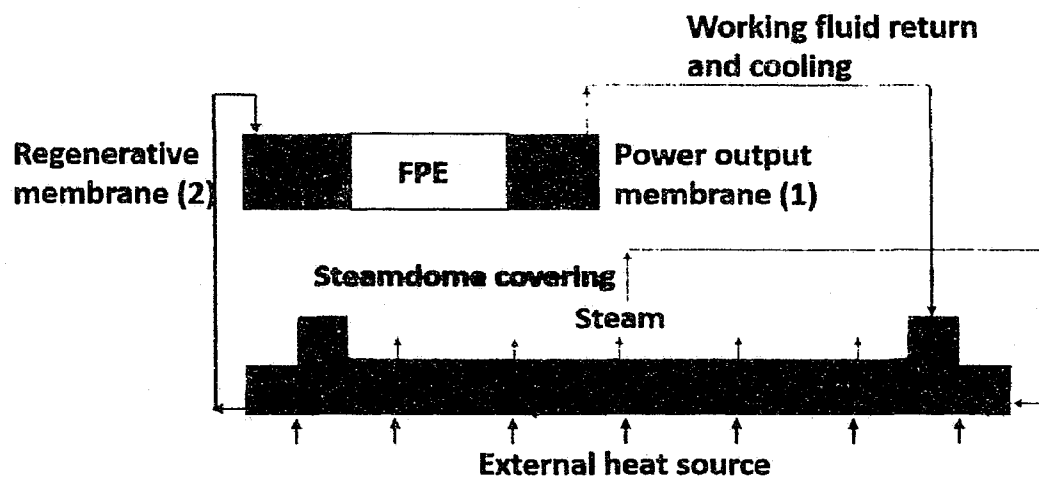 Working fluid return
and cooling
Regenerative
membrane (2)
FPE
Power output
membrane (1)
Steamdome covering
Steam
External heat source